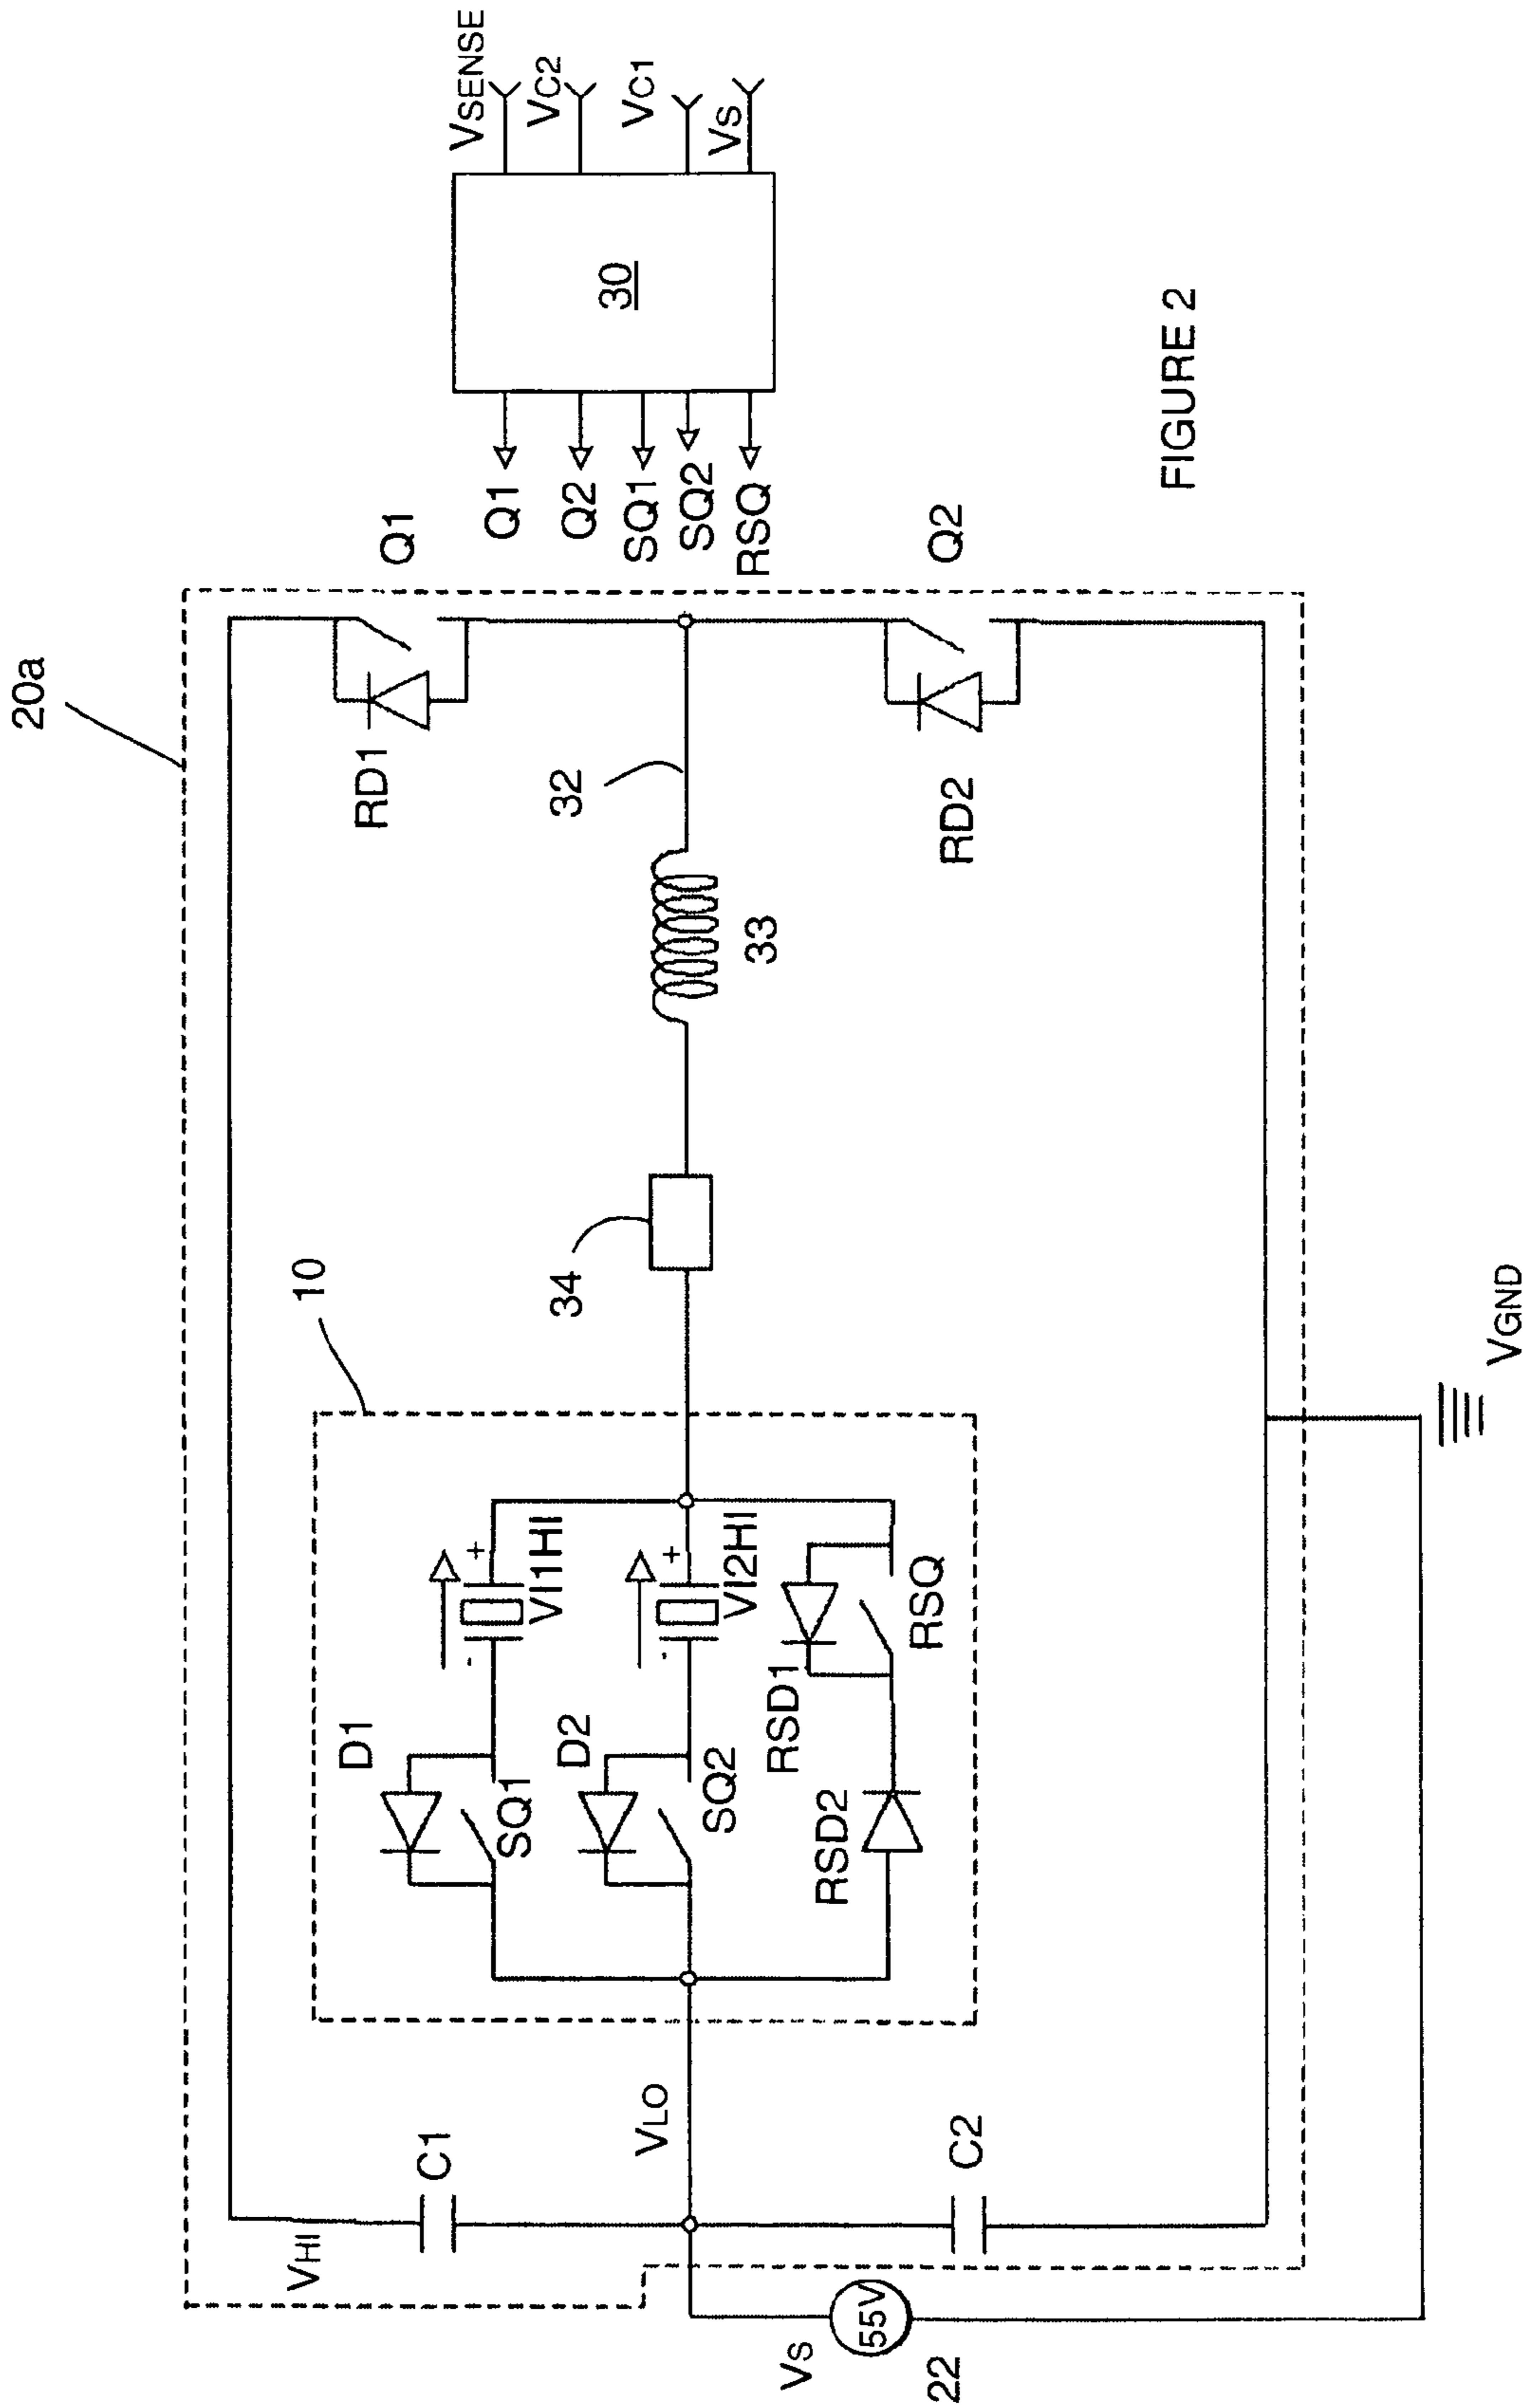 20a
Q1
RD1
32
33
34
10
Q2
RD2
VHI
C1
VLO
C2
D1
SQ1
+
-
VI1HI
D2
SQ2
+
-
VI2HI
RSD1
RSQ
RSD2
VS
55V
22
VGND
30
Q1
Q2
SQ1
SQ2
RSQ
VSENSE
VC2
VC1
VS
FIGURE 2